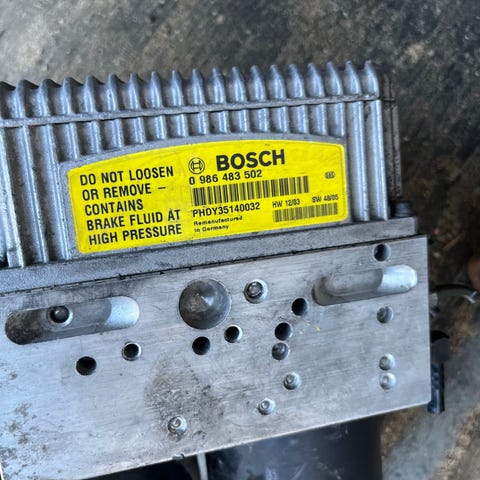 DO NOT LOOSEN
OR REMOVE –
CONTAINS
BRAKE FLUID AT
HIGH PRESSURE
BOSCH
0 986 483 502
PHDY35140032
HW 12/03 SW 48/05
Remanufactured
in Germany